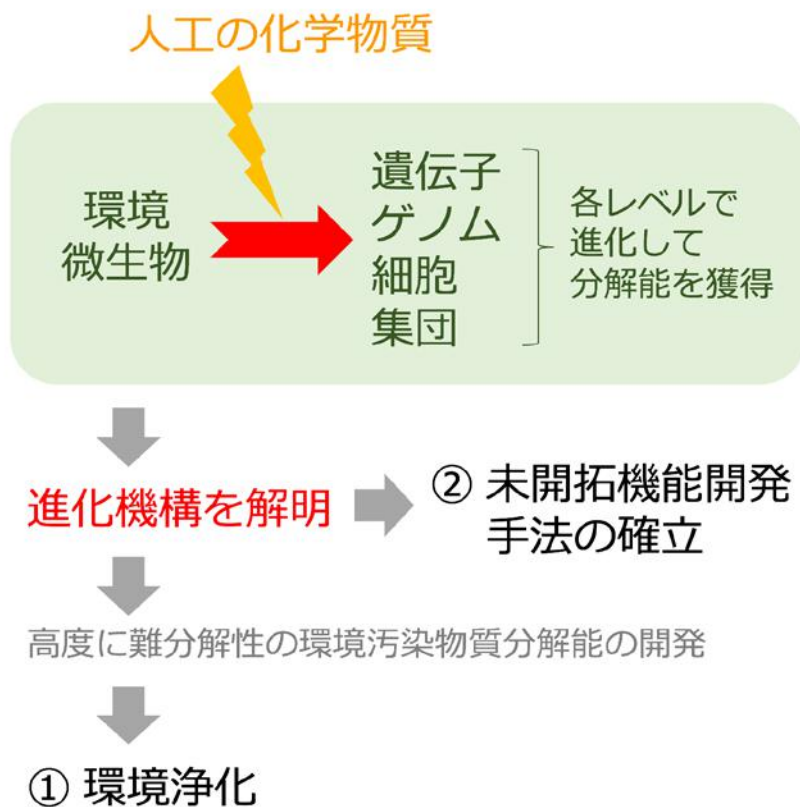 人工の化学物質
環境
微生物
遺伝子
ゲノム
細胞
集団
各レベルで
進化して
分解能を獲得
進化機構を解明
② 未開拓機能開発
手法の確立
高度に難分解性の環境汚染物質分解能の開発
① 環境浄化